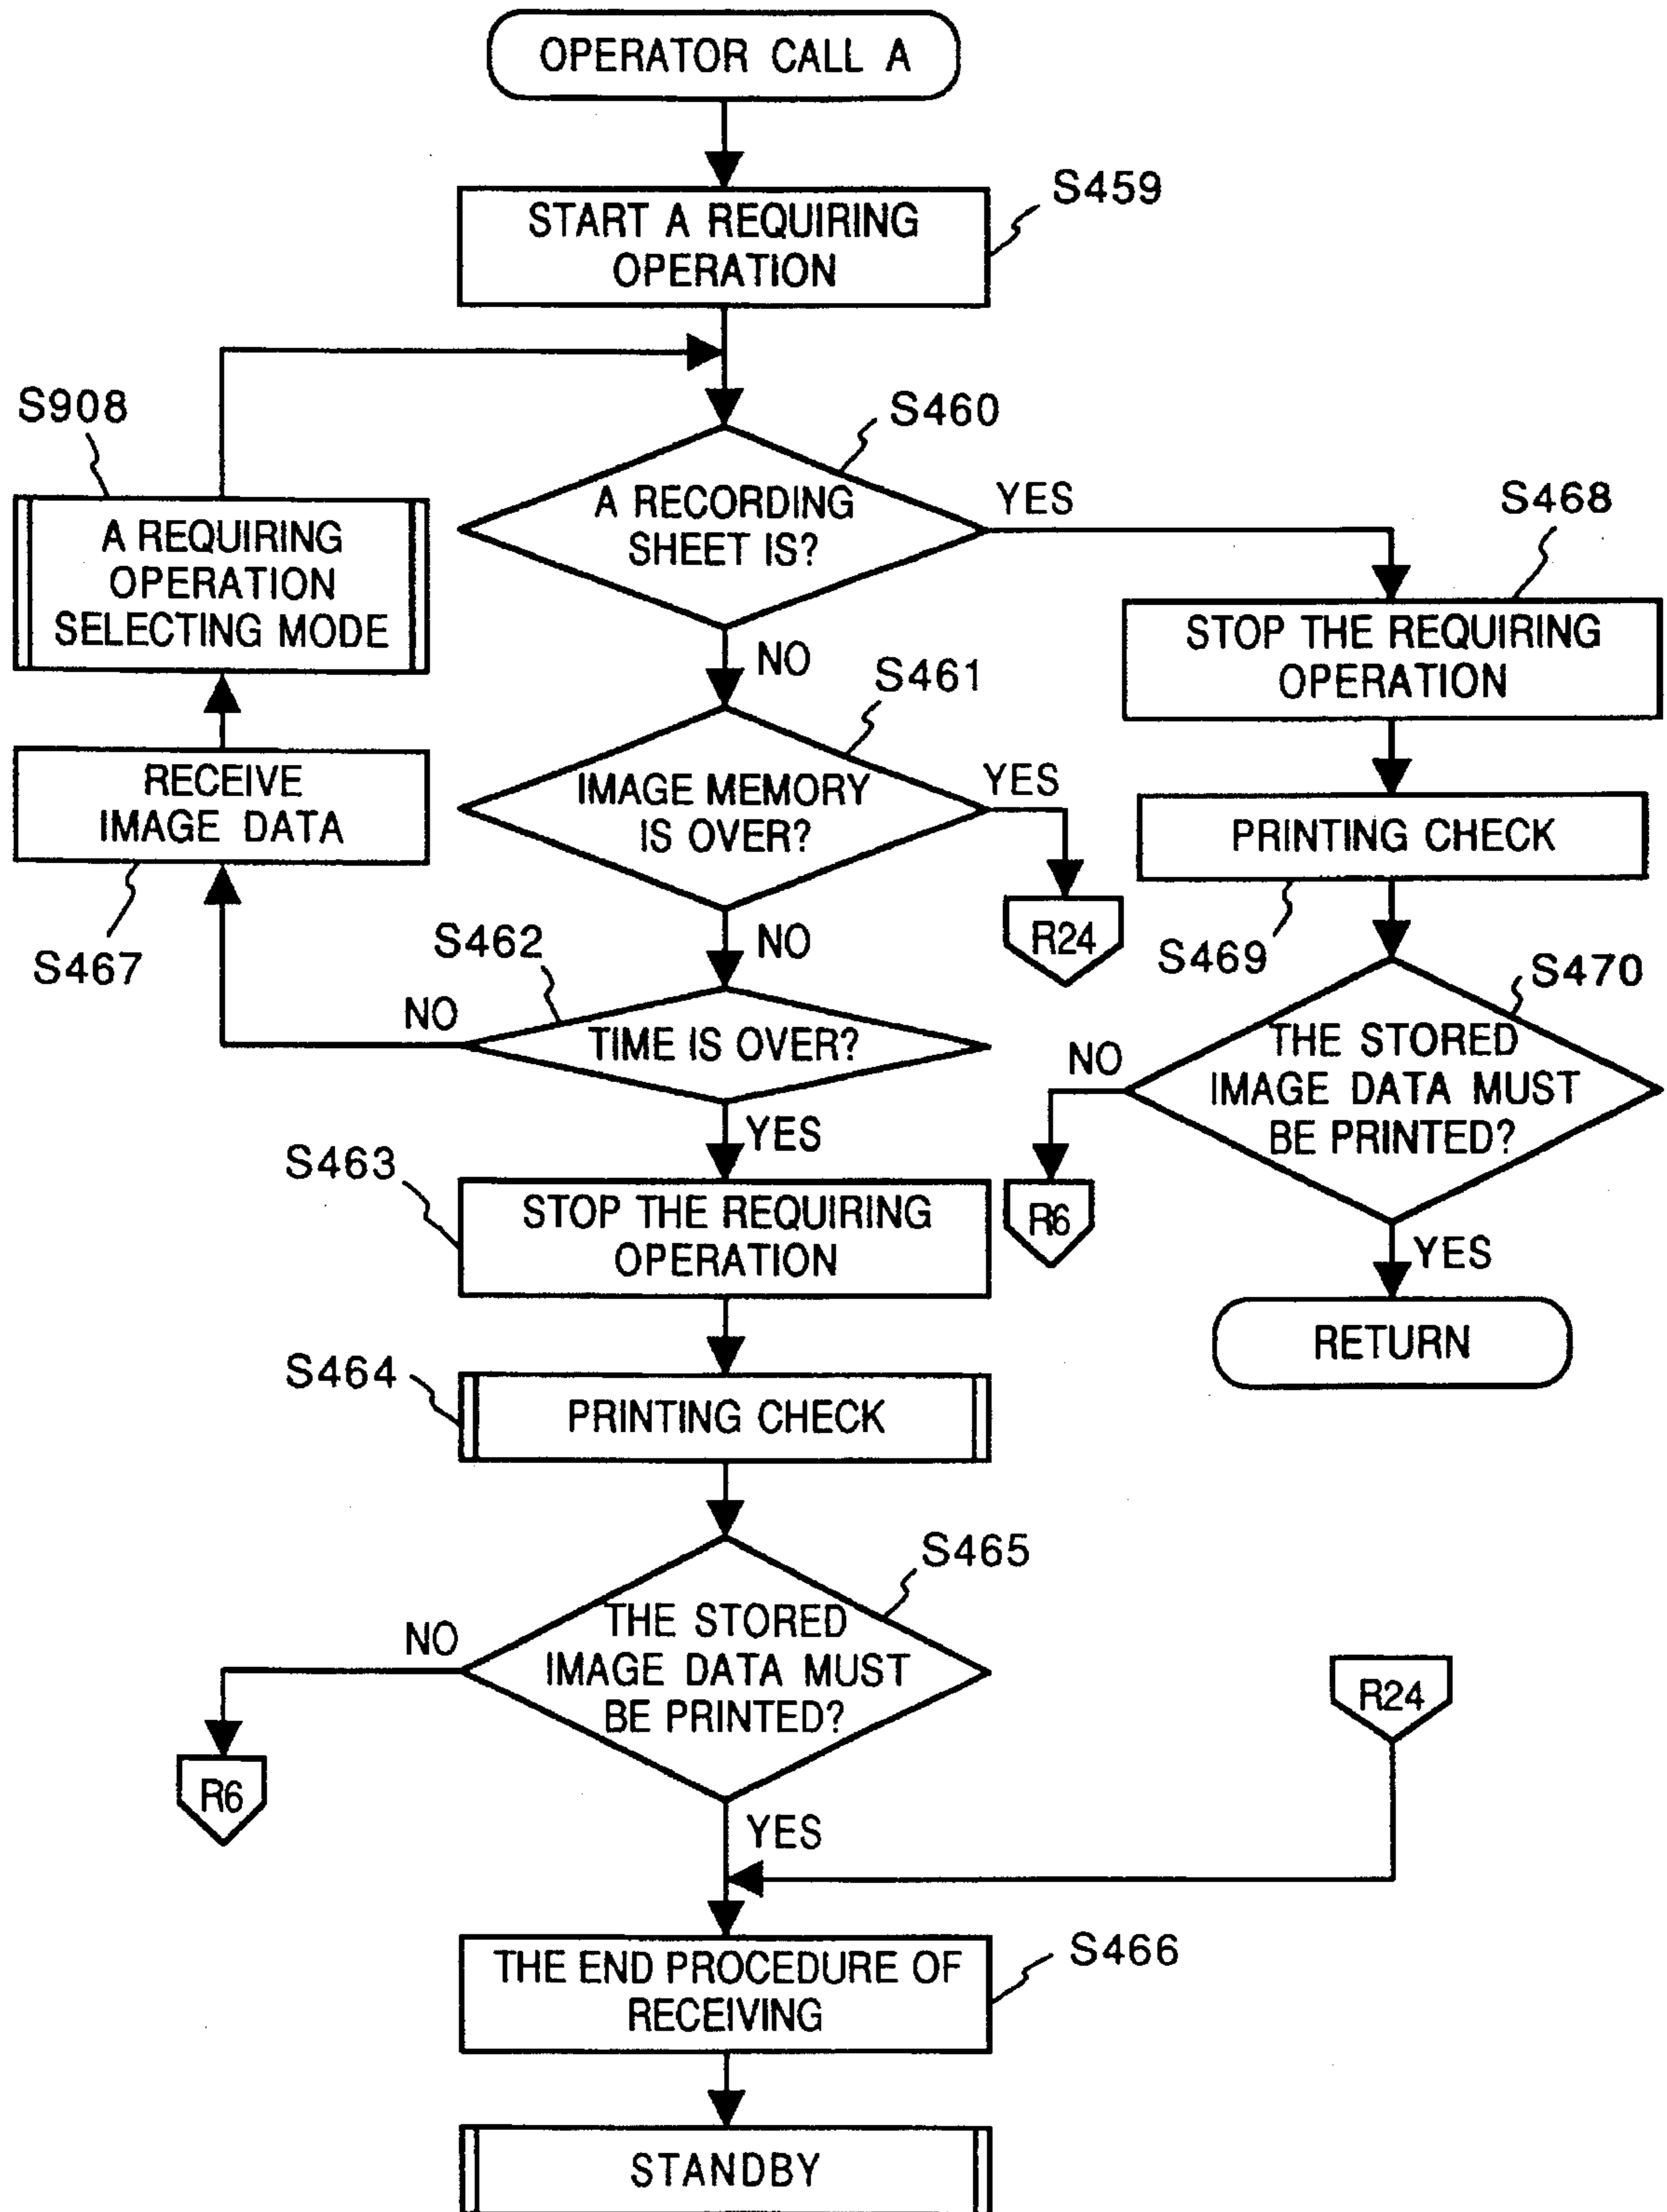 OPERATOR CALL A
S459
START A REQUIRING
OPERATION
S908
S460
A REQUIRING
OPERATION
SELECTING MODE
A RECORDING
SHEET IS?
YES
S468
NO
STOP THE REQUIRING
OPERATION
S461
RECEIVE
IMAGE DATA
S467
IMAGE MEMORY
IS OVER?
YES
R24
PRINTING CHECK
S469
NO
S462
NO
TIME IS OVER?
S470
THE STORED
IMAGE DATA MUST
BE PRINTED?
NO
R6
YES
RETURN
YES
S463
STOP THE REQUIRING
OPERATION
S464
PRINTING CHECK
S465
THE STORED
IMAGE DATA MUST
BE PRINTED?
NO
R6
R24
YES
S466
THE END PROCEDURE OF
RECEIVING
STANDBY